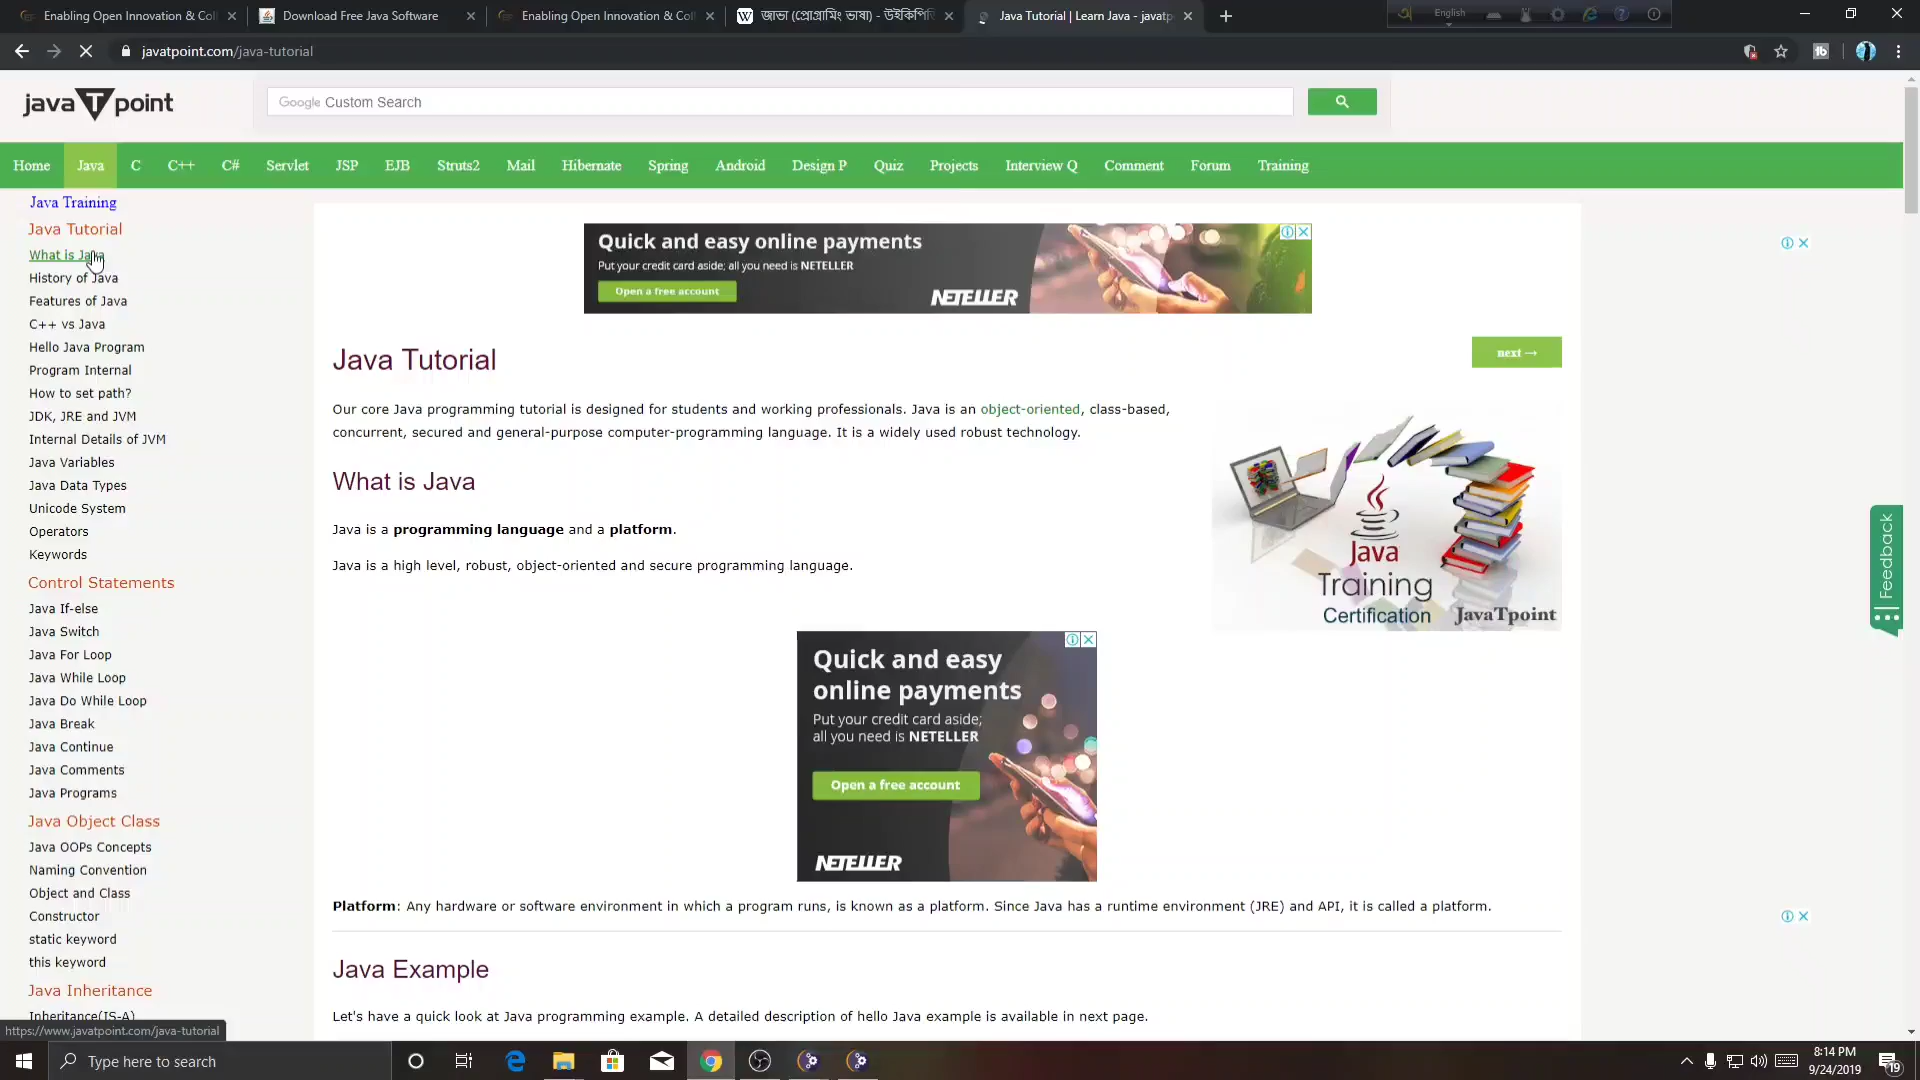 Enabling Open Innovation & Col
Download Free Java Software
Enabling Open Innovation & Col
জাভা (প্রোগ্রামিং ভাষা) - উইকিপি
Java Tutorial | Learn Java - javatp
English
javatpoint.com/java-tutorial
javaTpoint
Google Custom Search
Home Java C C++ C# Servlet JSP EJB Struts2 Mail Hibernate Spring Android Design P Quiz Projects Interview Q Comment Forum Training
Java Training
Java Tutorial
What is Java
History of Java
Features of Java
C++ vs Java
Hello Java Program
Program Internal
How to set path?
JDK, JRE and JVM
Internal Details of JVM
Java Variables
Java Data Types
Unicode System
Operators
Keywords
Control Statements
Java If-else
Java Switch
Java For Loop
Java While Loop
Java Do While Loop
Java Break
Java Continue
Java Comments
Java Programs
Java Object Class
Java OOPs Concepts
Naming Convention
Object and Class
Constructor
static keyword
this keyword
Java Inheritance
Inheritance(IS-A)
https://www.javatpoint.com/java-tutorial
Quick and easy online payments
Put your credit card aside; all you need is NETELLER
Open a free account
NETELLER
Java Tutorial
next →
Our core Java programming tutorial is designed for students and working professionals. Java is an object-oriented, class-based,
concurrent, secured and general-purpose computer-programming language. It is a widely used robust technology.
What is Java
Java is a programming language and a platform.
Java is a high level, robust, object-oriented and secure programming language.
Java
Training
Certification JavaTpoint
Feedback
Quick and easy
online payments
Put your credit card aside;
all you need is NETELLER
Open a free account
NETELLER
Platform: Any hardware or software environment in which a program runs, is known as a platform. Since Java has a runtime environment (JRE) and API, it is called a platform.
Java Example
Let's have a quick look at Java programming example. A detailed description of hello Java example is available in next page.
Type here to search
8:14 PM
9/24/2019
19